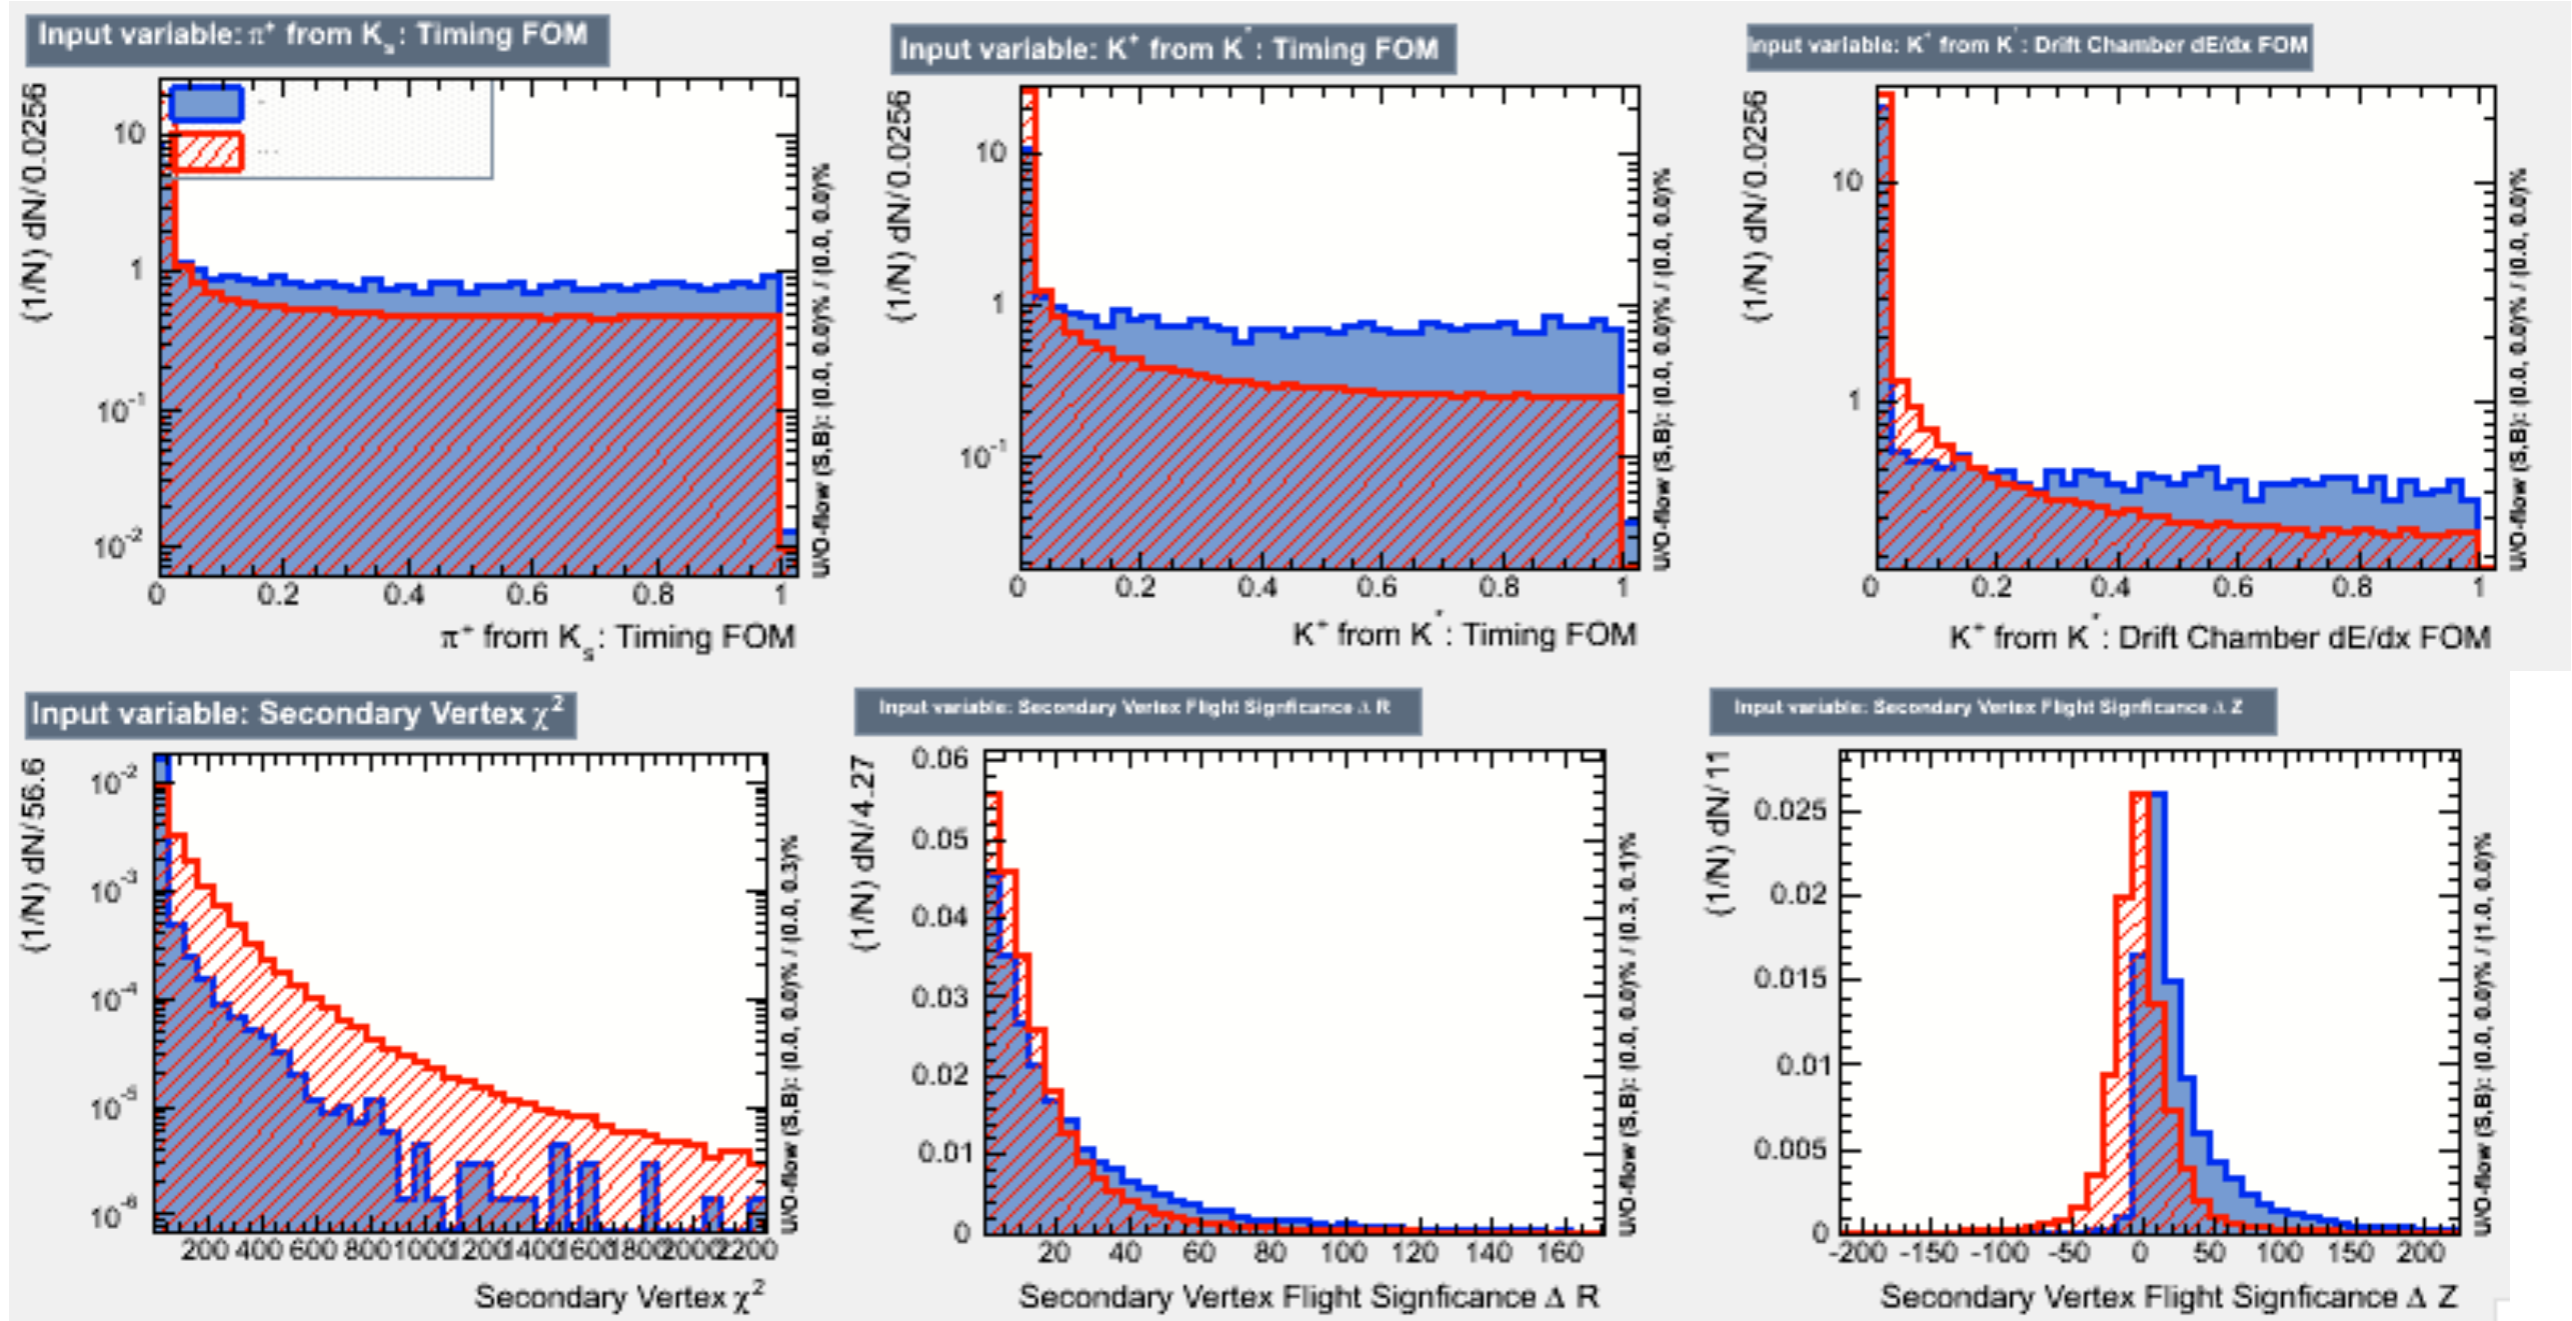 Input variable: π⁺ from Kₛ: Timing FOM
(1/N) dN/0.0256
10
1
10⁻¹
10⁻²
0 0.2 0.4 0.6 0.8 1
π⁺ from Kₛ: Timing FOM
U/O-flow (S,B): (0.0, 0.0)% / (0.0, 0.0)%
Input variable: K⁺ from K*: Timing FOM
(1/N) dN/0.0256
10
1
10⁻¹
0 0.2 0.4 0.6 0.8 1
K⁺ from K*: Timing FOM
U/O-flow (S,B): (0.0, 0.0)% / (0.0, 0.0)%
Input variable: K⁺ from K*: Drift Chamber dE/dx FOM
(1/N) dN/0.0256
10
1
0 0.2 0.4 0.6 0.8 1
K⁺ from K*: Drift Chamber dE/dx FOM
U/O-flow (S,B): (0.0, 0.0)% / (0.0, 0.0)%
Input variable: Secondary Vertex χ²
(1/N) dN/56.6
10⁻²
10⁻³
10⁻⁴
10⁻⁵
10⁻⁶
200 400 600 800 1000 1200 1400 1600 1800 2000 2200
Secondary Vertex χ²
U/O-flow (S,B): (0.0, 0.0)% / (0.0, 0.3)%
Input variable: Secondary Vertex Flight Signficance Δ R
(1/N) dN/4.27
0.06
0.05
0.04
0.03
0.02
0.01
0
20 40 60 80 100 120 140 160
Secondary Vertex Flight Signficance Δ R
U/O-flow (S,B): (0.0, 0.0)% / (0.3, 0.1)%
Input variable: Secondary Vertex Flight Signficance Δ Z
(1/N) dN/11
0.025
0.02
0.015
0.01
0.005
0
-200 -150 -100 -50 0 50 100 150 200
Secondary Vertex Flight Signficance Δ Z
U/O-flow (S,B): (0.0, 0.0)% / (1.0, 0.0)%